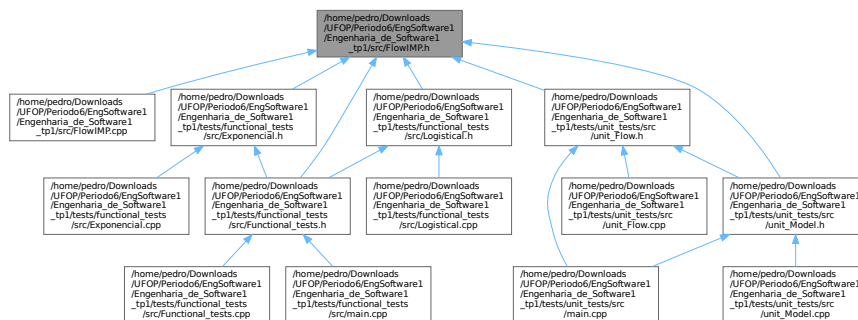 /home/pedro/Downloads
/UFOP/Periodo6/EngSoftware1
/Engenharia_de_Software1
_tp1/src/FlowIMP.h
/home/pedro/Downloads
/UFOP/Periodo6/EngSoftware1
/Engenharia_de_Software1
_tp1/src/FlowIMP.cpp
/home/pedro/Downloads
/UFOP/Periodo6/EngSoftware1
/Engenharia_de_Software1
_tp1/tests/functional_tests
/src/Exponencial.h
/home/pedro/Downloads
/UFOP/Periodo6/EngSoftware1
/Engenharia_de_Software1
_tp1/tests/functional_tests
/src/Logistical.h
/home/pedro/Downloads
/UFOP/Periodo6/EngSoftware1
/Engenharia_de_Software1
_tp1/tests/unit_tests/src
/unit_Flow.h
/home/pedro/Downloads
/UFOP/Periodo6/EngSoftware1
/Engenharia_de_Software1
_tp1/tests/functional_tests
/src/Exponencial.cpp
/home/pedro/Downloads
/UFOP/Periodo6/EngSoftware1
/Engenharia_de_Software1
_tp1/tests/functional_tests
/src/Functional_tests.h
/home/pedro/Downloads
/UFOP/Periodo6/EngSoftware1
/Engenharia_de_Software1
_tp1/tests/functional_tests
/src/Logistical.cpp
/home/pedro/Downloads
/UFOP/Periodo6/EngSoftware1
/Engenharia_de_Software1
_tp1/tests/unit_tests/src
/unit_Flow.cpp
/home/pedro/Downloads
/UFOP/Periodo6/EngSoftware1
/Engenharia_de_Software1
_tp1/tests/unit_tests/src
/unit_Model.h
/home/pedro/Downloads
/UFOP/Periodo6/EngSoftware1
/Engenharia_de_Software1
_tp1/tests/functional_tests
/src/Functional_tests.cpp
/home/pedro/Downloads
/UFOP/Periodo6/EngSoftware1
/Engenharia_de_Software1
_tp1/tests/functional_tests
/src/main.cpp
/home/pedro/Downloads
/UFOP/Periodo6/EngSoftware1
/Engenharia_de_Software1
_tp1/tests/unit_tests/src
/main.cpp
/home/pedro/Downloads
/UFOP/Periodo6/EngSoftware1
/Engenharia_de_Software1
_tp1/tests/unit_tests/src
/unit_Model.cpp